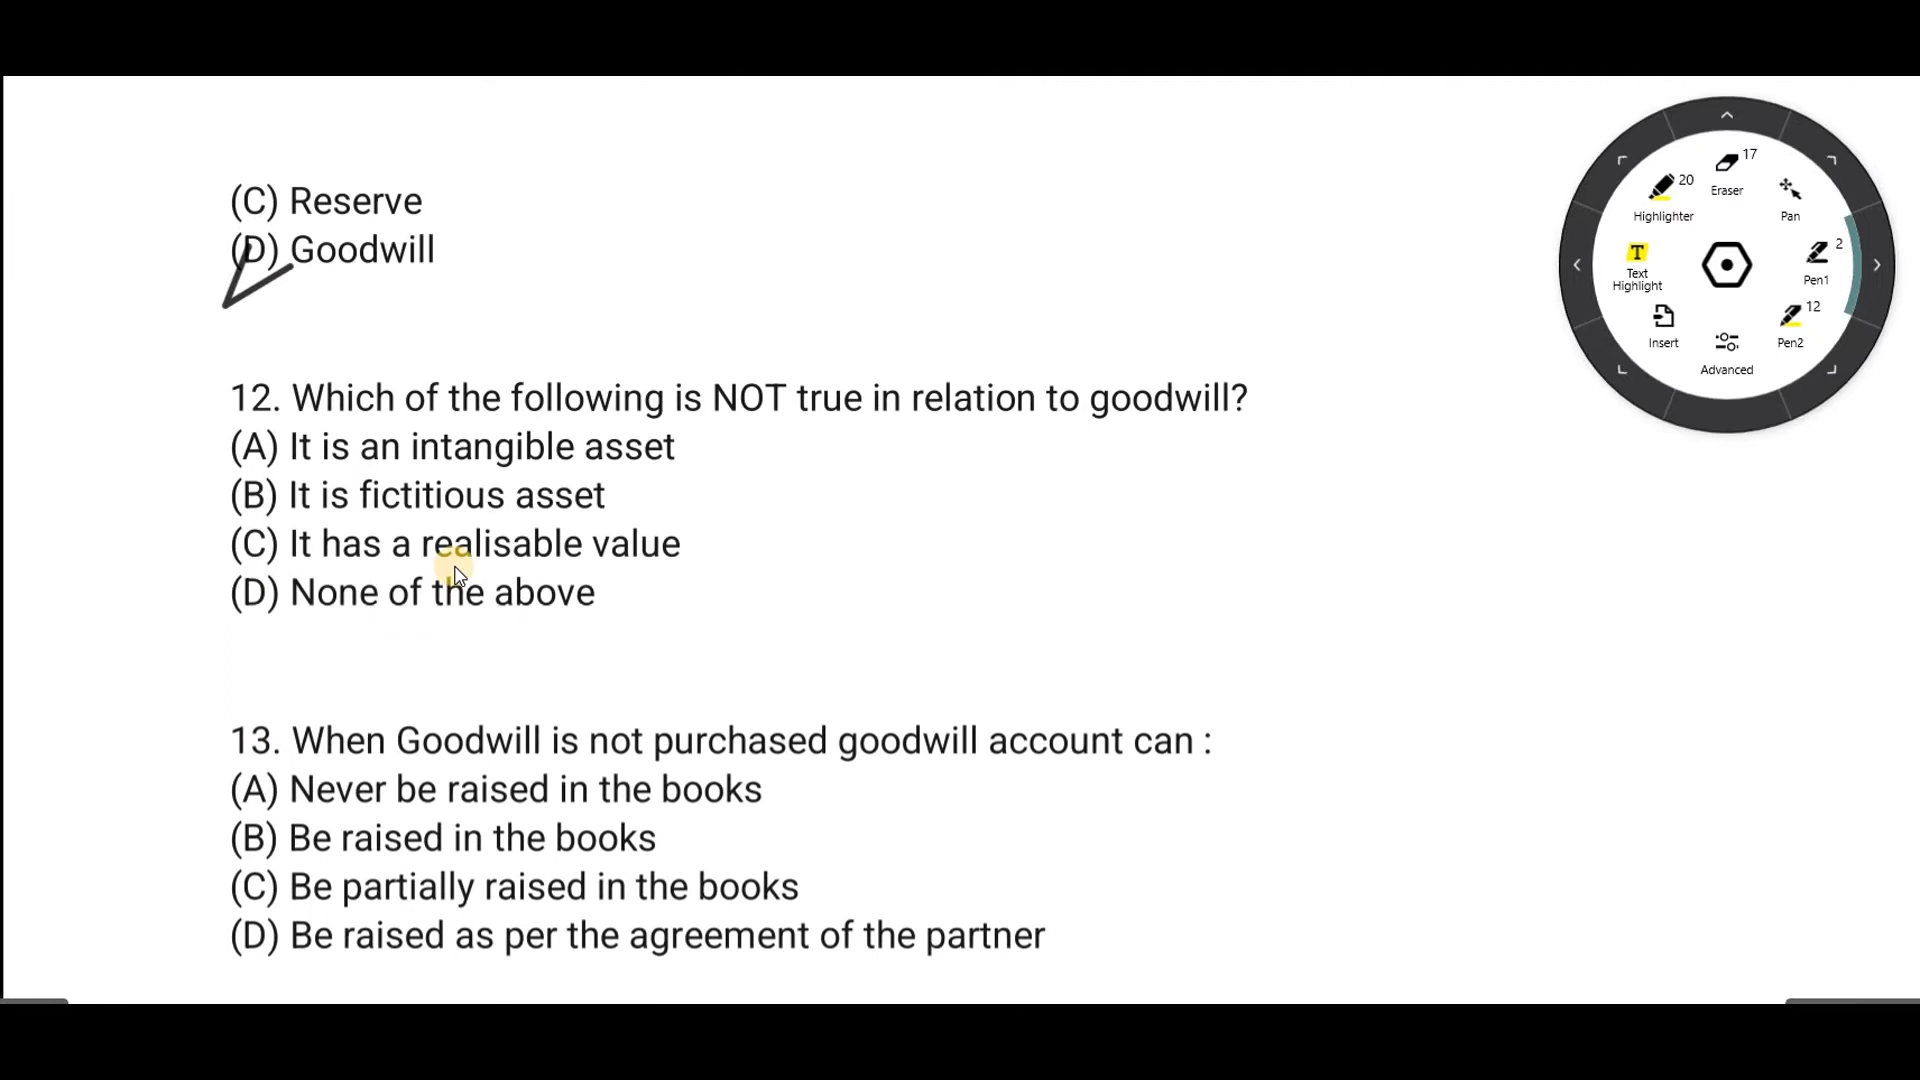 (C) Reserve
(D) Goodwill
12. Which of the following is NOT true in relation to goodwill?
(A) It is an intangible asset
(B) It is fictitious asset
(C) It has a realisable value
(D) None of the above
13. When Goodwill is not purchased goodwill account can :
(A) Never be raised in the books
(B) Be raised in the books
(C) Be partially raised in the books
(D) Be raised as per the agreement of the partner
17
Eraser
20
Highlighter
Pan
T
Text
Highlight
2
Pen1
Insert
12
Pen2
Advanced